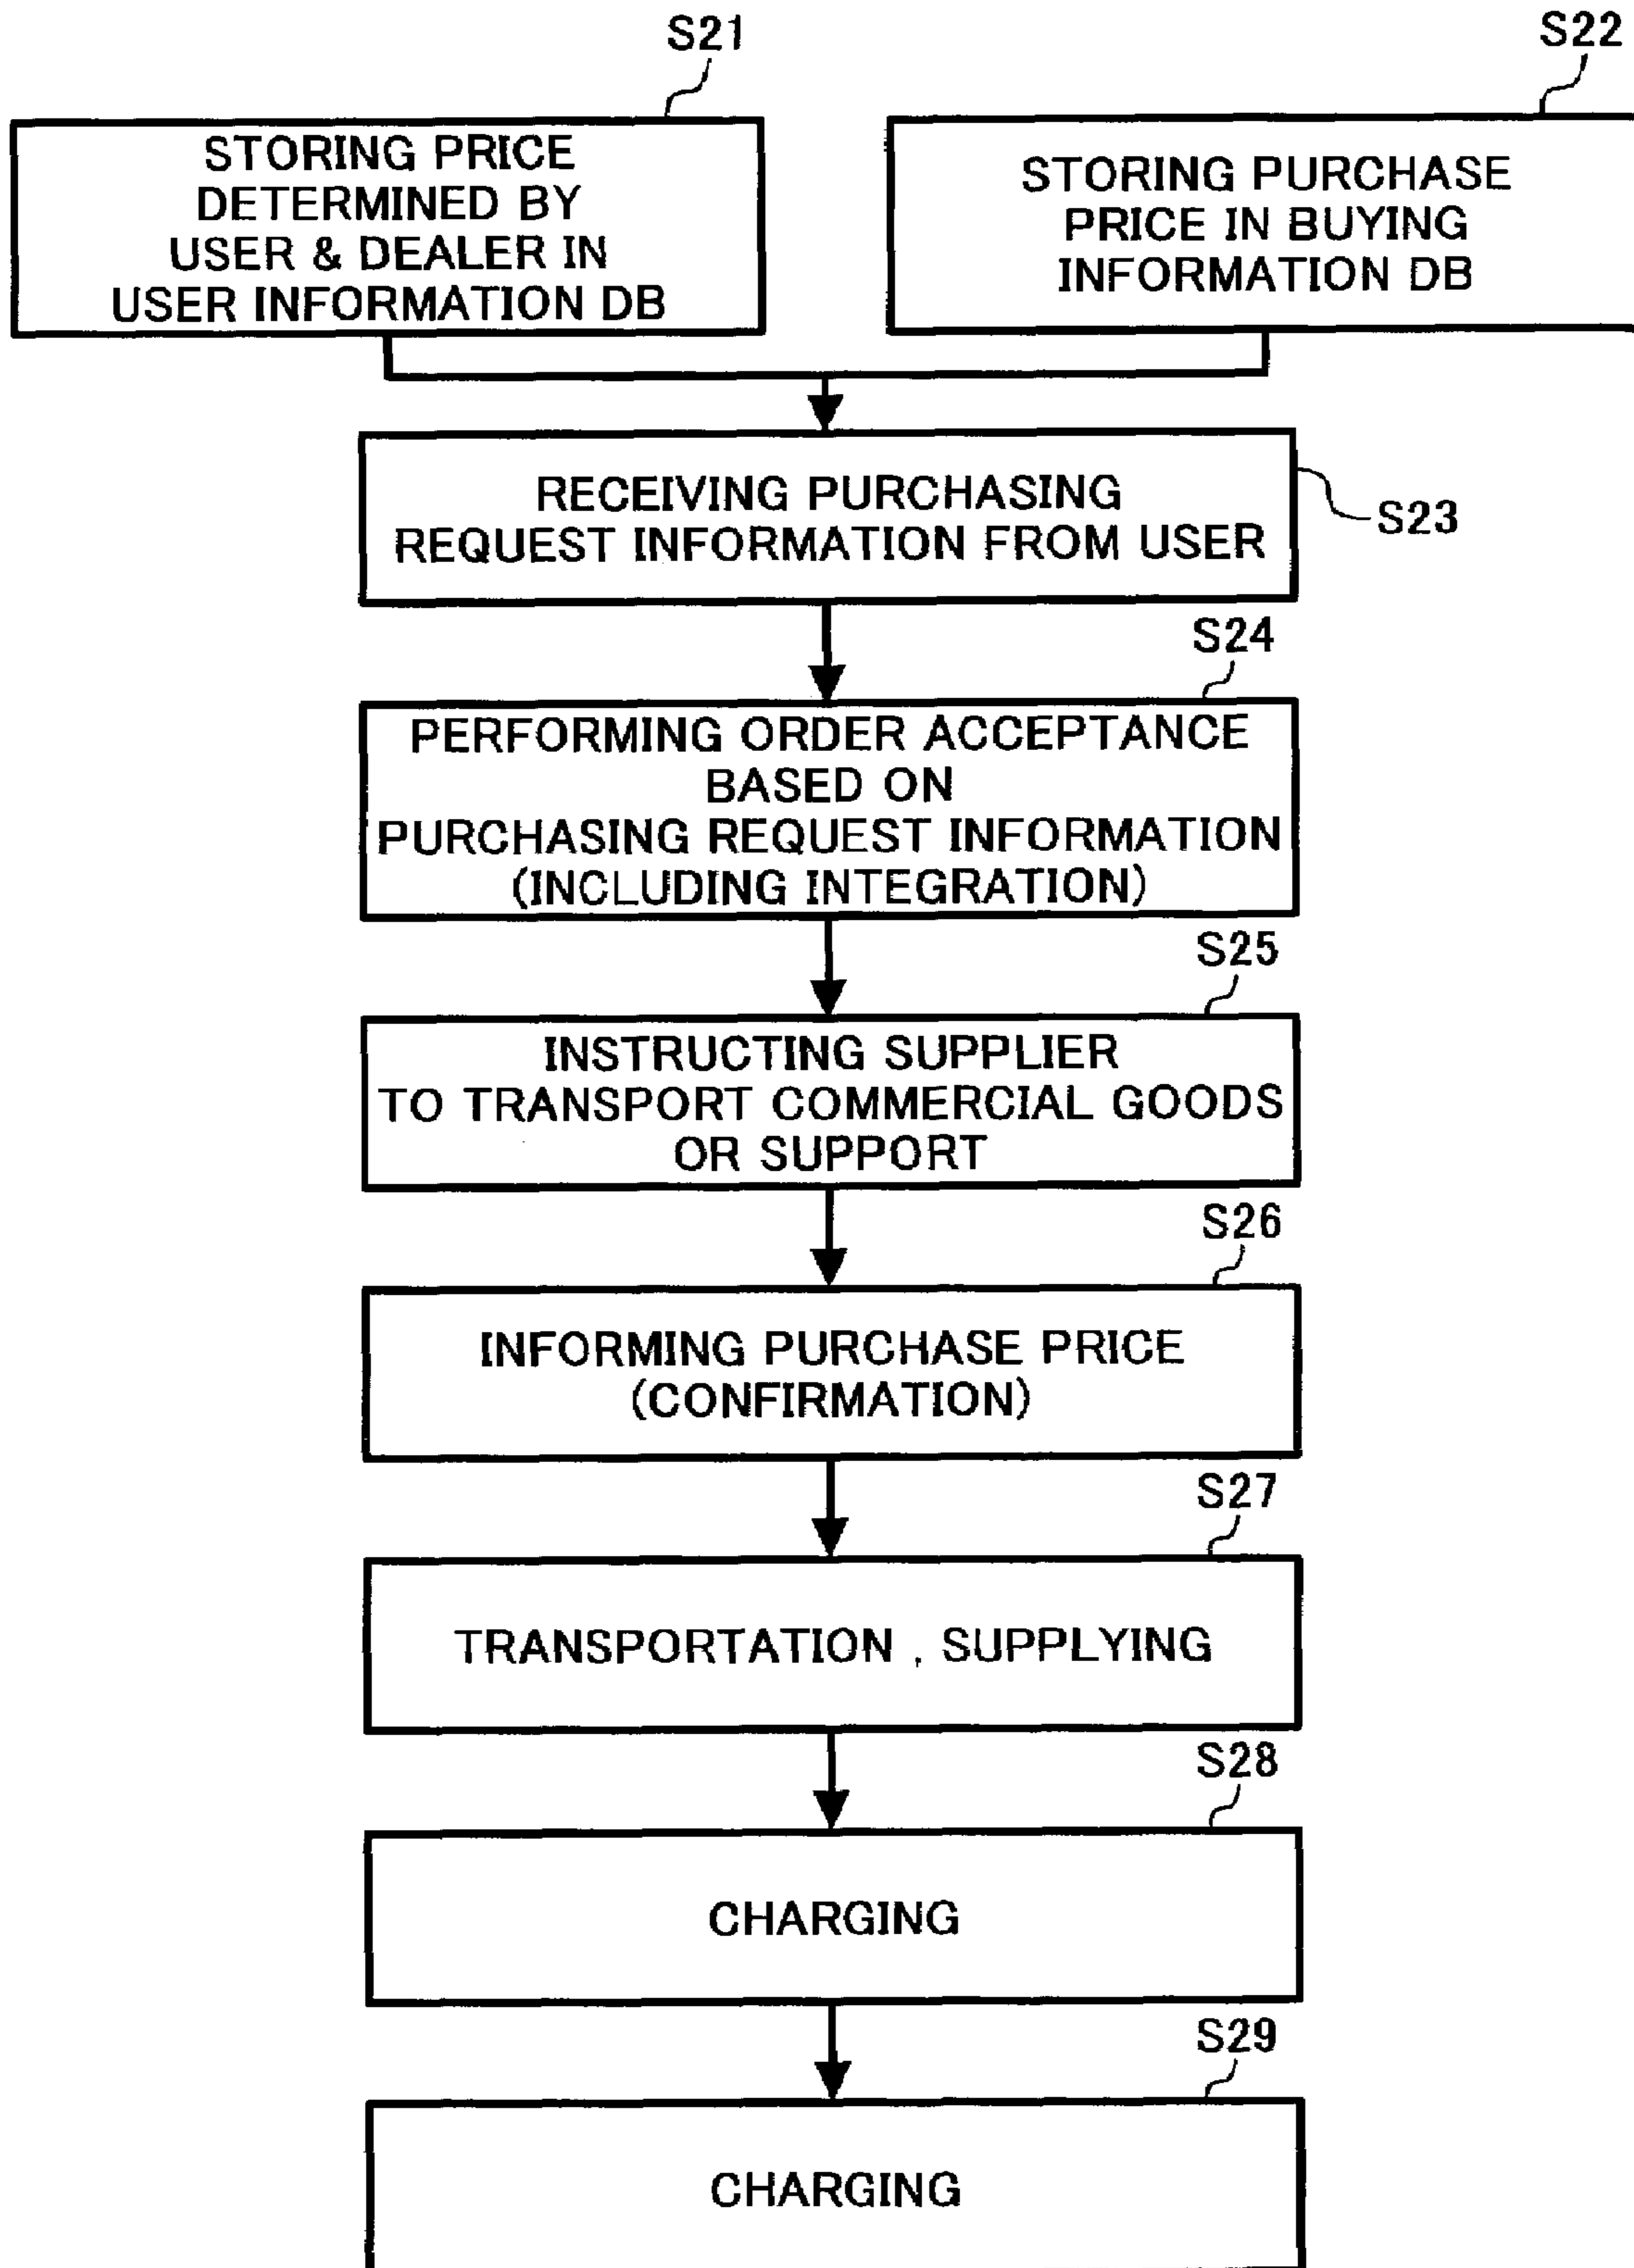 S21
S22
STORING PRICE
DETERMINED BY
USER & DEALER IN
USER INFORMATION DB
STORING PURCHASE
PRICE IN BUYING
INFORMATION DB
RECEIVING PURCHASING
REQUEST INFORMATION FROM USER
S23
S24
PERFORMING ORDER ACCEPTANCE
BASED ON
PURCHASING REQUEST INFORMATION
(INCLUDING INTEGRATION)
S25
INSTRUCTING SUPPLIER
TO TRANSPORT COMMERCIAL GOODS
OR SUPPORT
S26
INFORMING PURCHASE PRICE
(CONFIRMATION)
S27
TRANSPORTATION , SUPPLYING
S28
CHARGING
S29
CHARGING